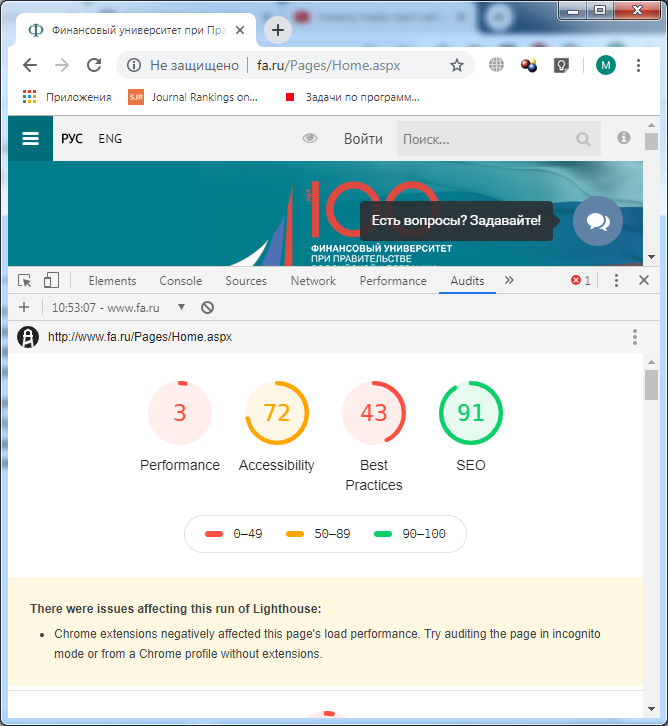 Финансовый университет при Пра
Не защищено fa.ru/Pages/Home.aspx
M
Приложения
SJR Journal Rankings on...
Задачи по программ...
РУС ENG
Войти
Поиск...
ЛЕТ
100
ФИНАНСОВЫЙ УНИВЕРСИТЕТ
ПРИ ПРАВИТЕЛЬСТВЕ
РОССИЙСКОЙ ФЕДЕРАЦИИ
Есть вопросы? Задавайте!
Elements Console Sources Network Performance Audits » 1
10:53:07 - www.fa.ru
http://www.fa.ru/Pages/Home.aspx
3 72 43 91
Performance Accessibility Best SEO
Practices
0–49 50–89 90–100
There were issues affecting this run of Lighthouse:
Chrome extensions negatively affected this page's load performance. Try auditing the page in incognito
mode or from a Chrome profile without extensions.